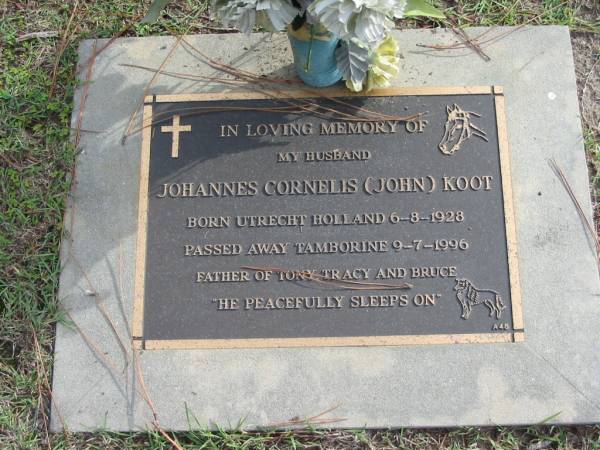 IN LOVING MEMORY OF
MY HUSBAND
JOHANNES CORNELIS (JOHN) KOOT
BORN UTRECHT HOLLAND 6-8-1928
PASSED AWAY TAMBORINE 9-7-1996
FATHER OF TONY TRACY AND BRUCE
"HE PEACEFULLY SLEEPS ON"
A48